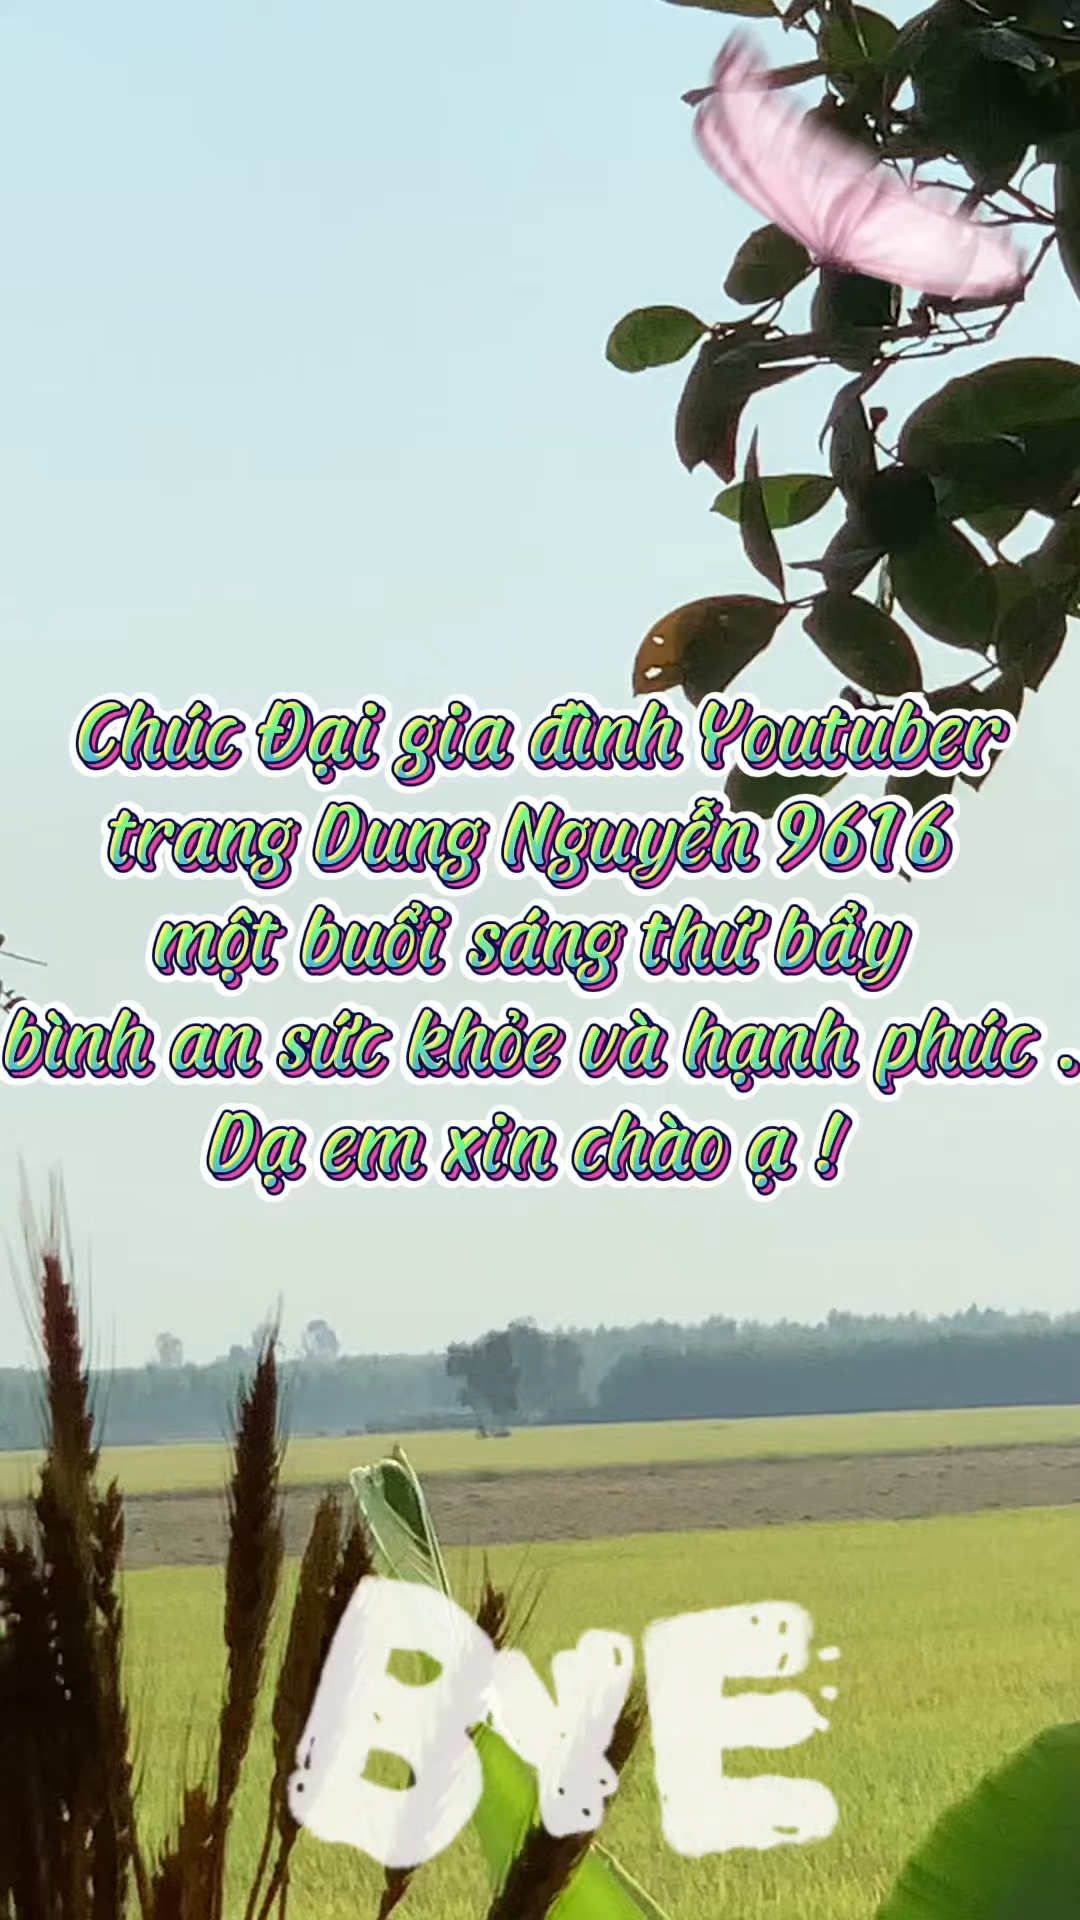 Chúc Đại gia đình Youtuber
trang Dung Nguyễn 9616
một buổi sáng thứ bẩy
bình an sức khỏe và hạnh phúc .
Dạ em xin chào ạ !
BYE